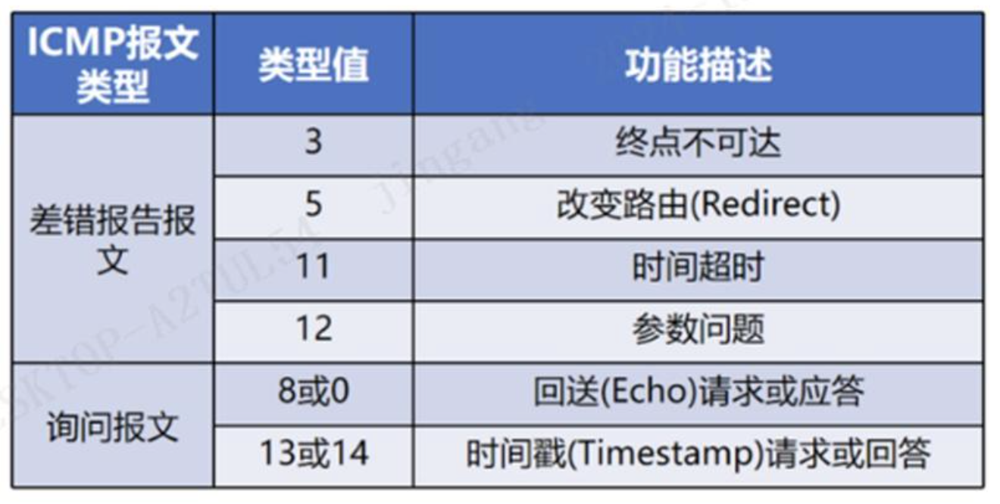 ICMP报文
类型
类型值
功能描述
差错报告报
文
3
终点不可达
5
改变路由(Redirect)
11
时间超时
12
参数问题
询问报文
8或0
回送(Echo)请求或应答
13或14
时间戳(Timestamp)请求或回答
jingang